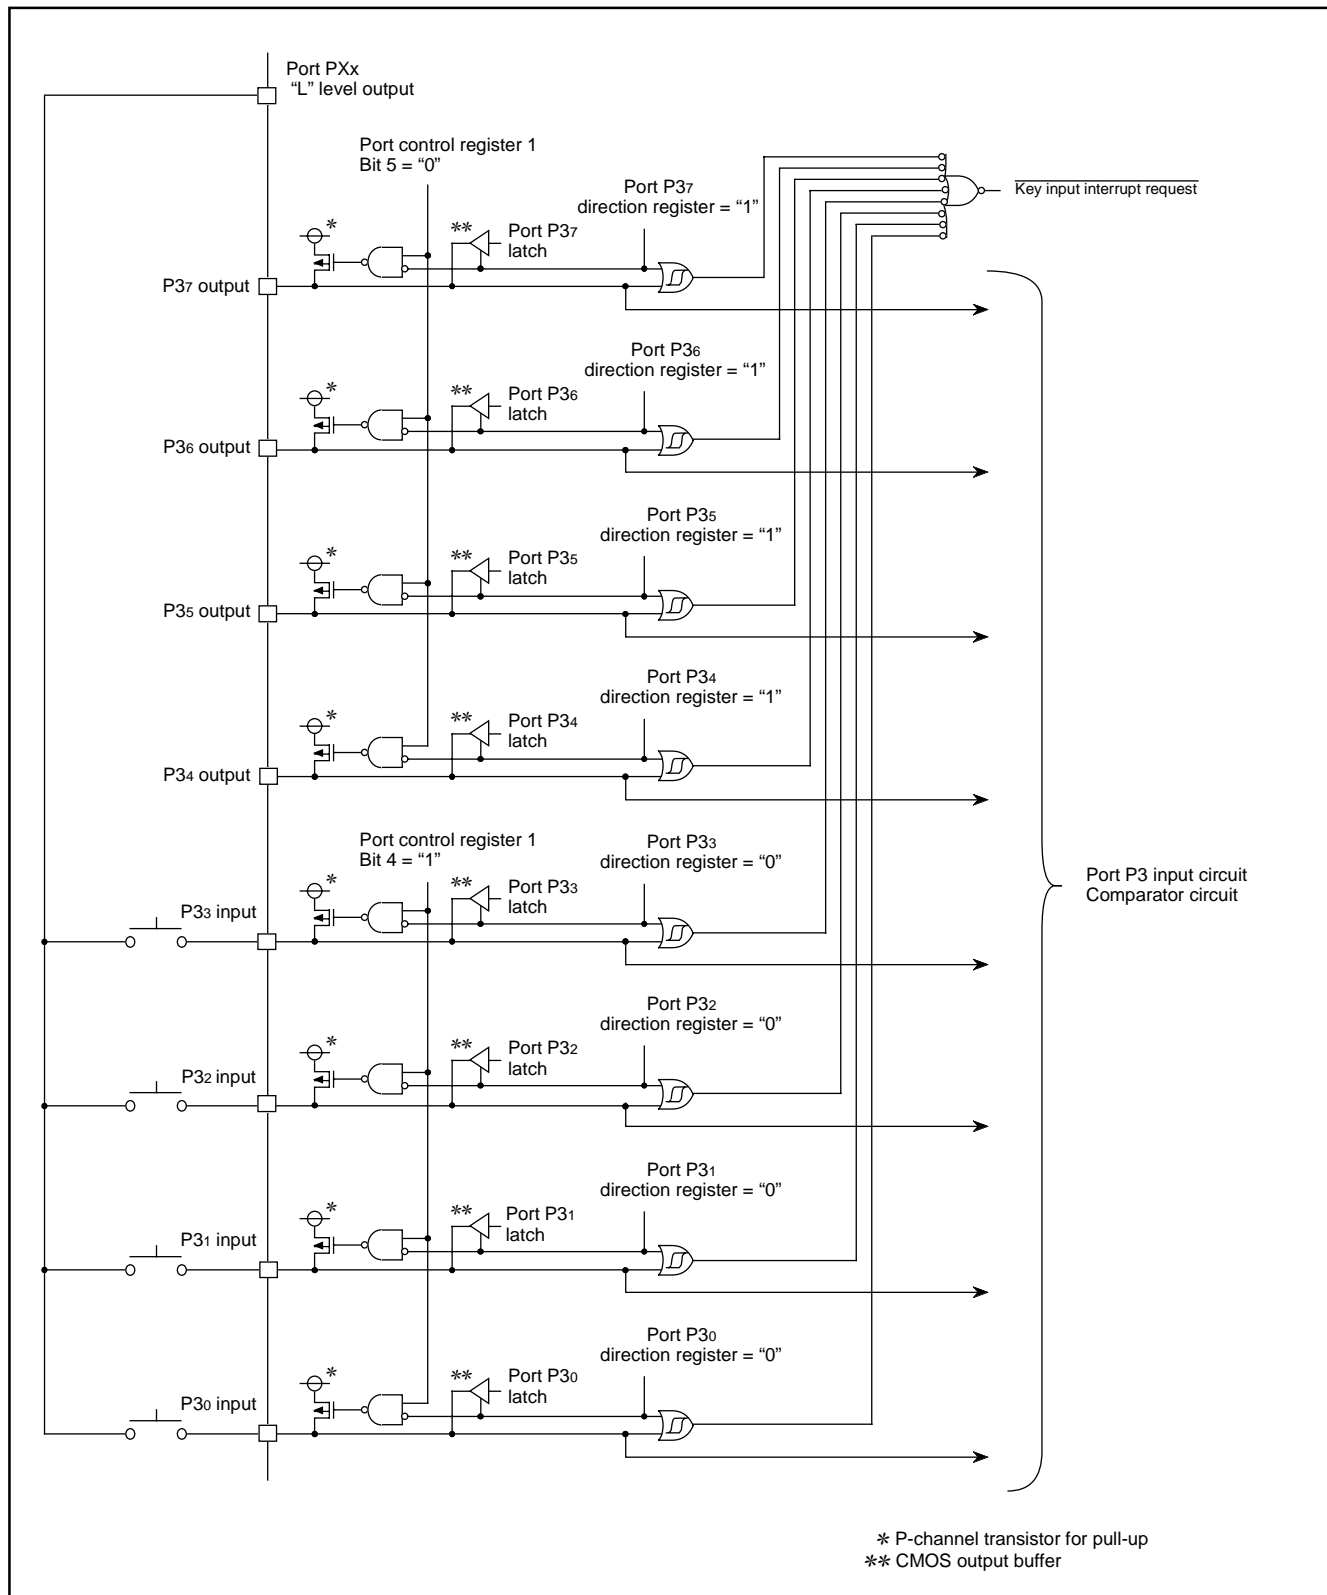 Port PXx
“L” level output
Port control register 1
Bit 5 = “0”
Port P37
direction register = “1”
Key input interrupt request
*
**
Port P37
latch
P37 output
Port P36
direction register = “1”
*
**
Port P36
latch
P36 output
Port P35
direction register = “1”
*
**
Port P35
latch
P35 output
Port P34
direction register = “1”
*
**
Port P34
latch
P34 output
Port control register 1
Bit 4 = “1”
Port P33
direction register = “0”
*
**
Port P33
latch
P33 input
Port P3 input circuit
Comparator circuit
Port P32
direction register = “0”
*
**
Port P32
latch
P32 input
Port P31
direction register = “0”
*
**
Port P31
latch
P31 input
Port P30
direction register = “0”
*
**
Port P30
latch
P30 input
* P-channel transistor for pull-up
** CMOS output buffer